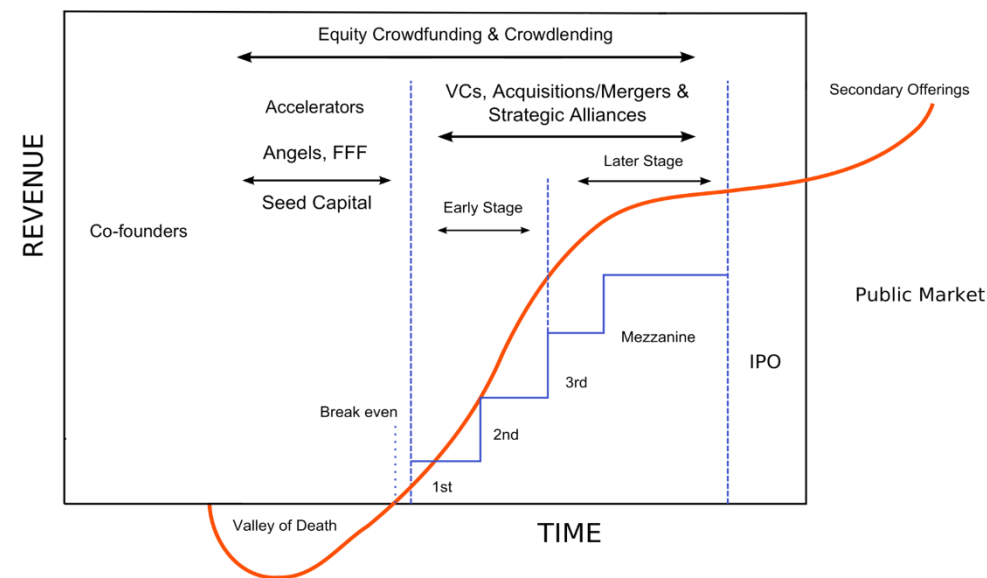 Equity Crowdfunding & Crowdlending
Secondary Offerings
VCs, Acquisitions/Mergers &
Strategic Alliances
Accelerators
Angels, FFF
Seed Capital
Later Stage
Early Stage
REVENUE
Co-founders
Public Market
Mezzanine
IPO
3rd
Break even
2nd
1st
Valley of Death
TIME